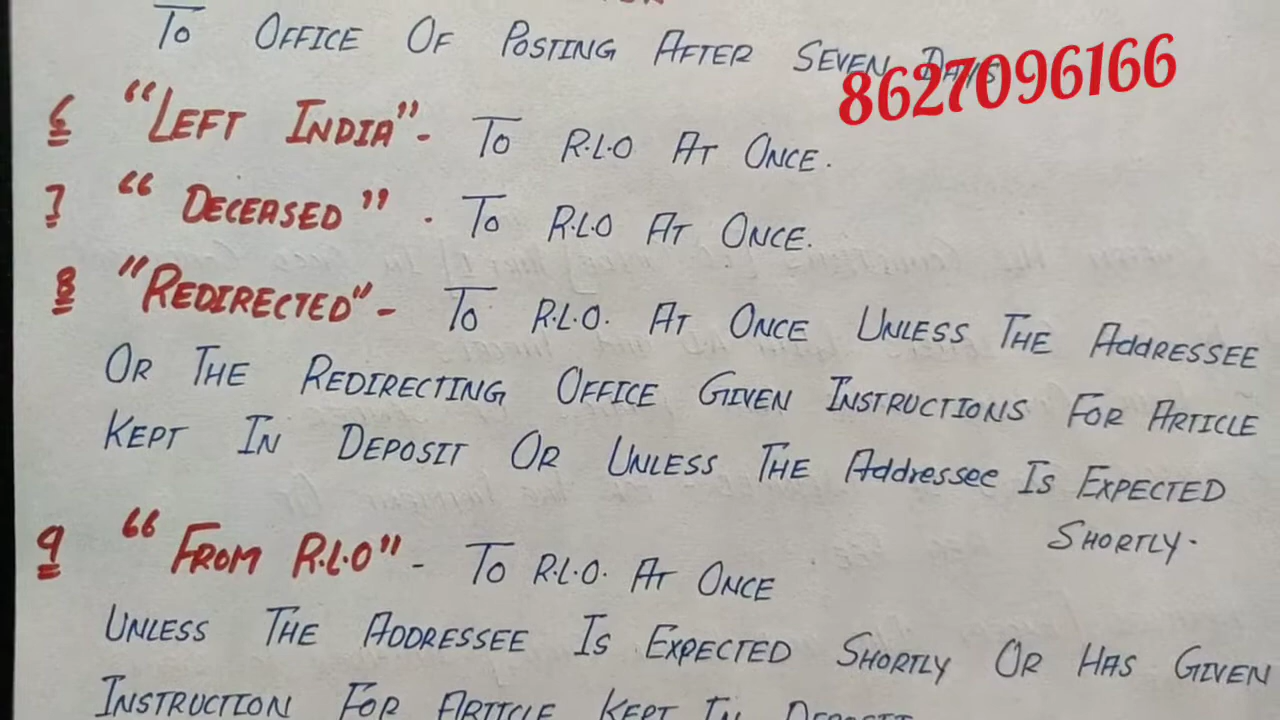 To Office Of Posting After Seven Days
8627096166
6 "Left India" - To R.L.O At Once.
7 "Deceased" - To R.L.O At Once.
8 "Redirected" - To R.L.O. At Once Unless The Addressee
Or The Redirecting Office Given Instructions For Article
Kept In Deposit Or Unless The Addressee Is Expected
Shortly.
9 "From R.L.O" - To R.L.O. At Once
Unless The Addressee Is Expected Shortly Or Has Given
Instruction For Article Kept In Deposit